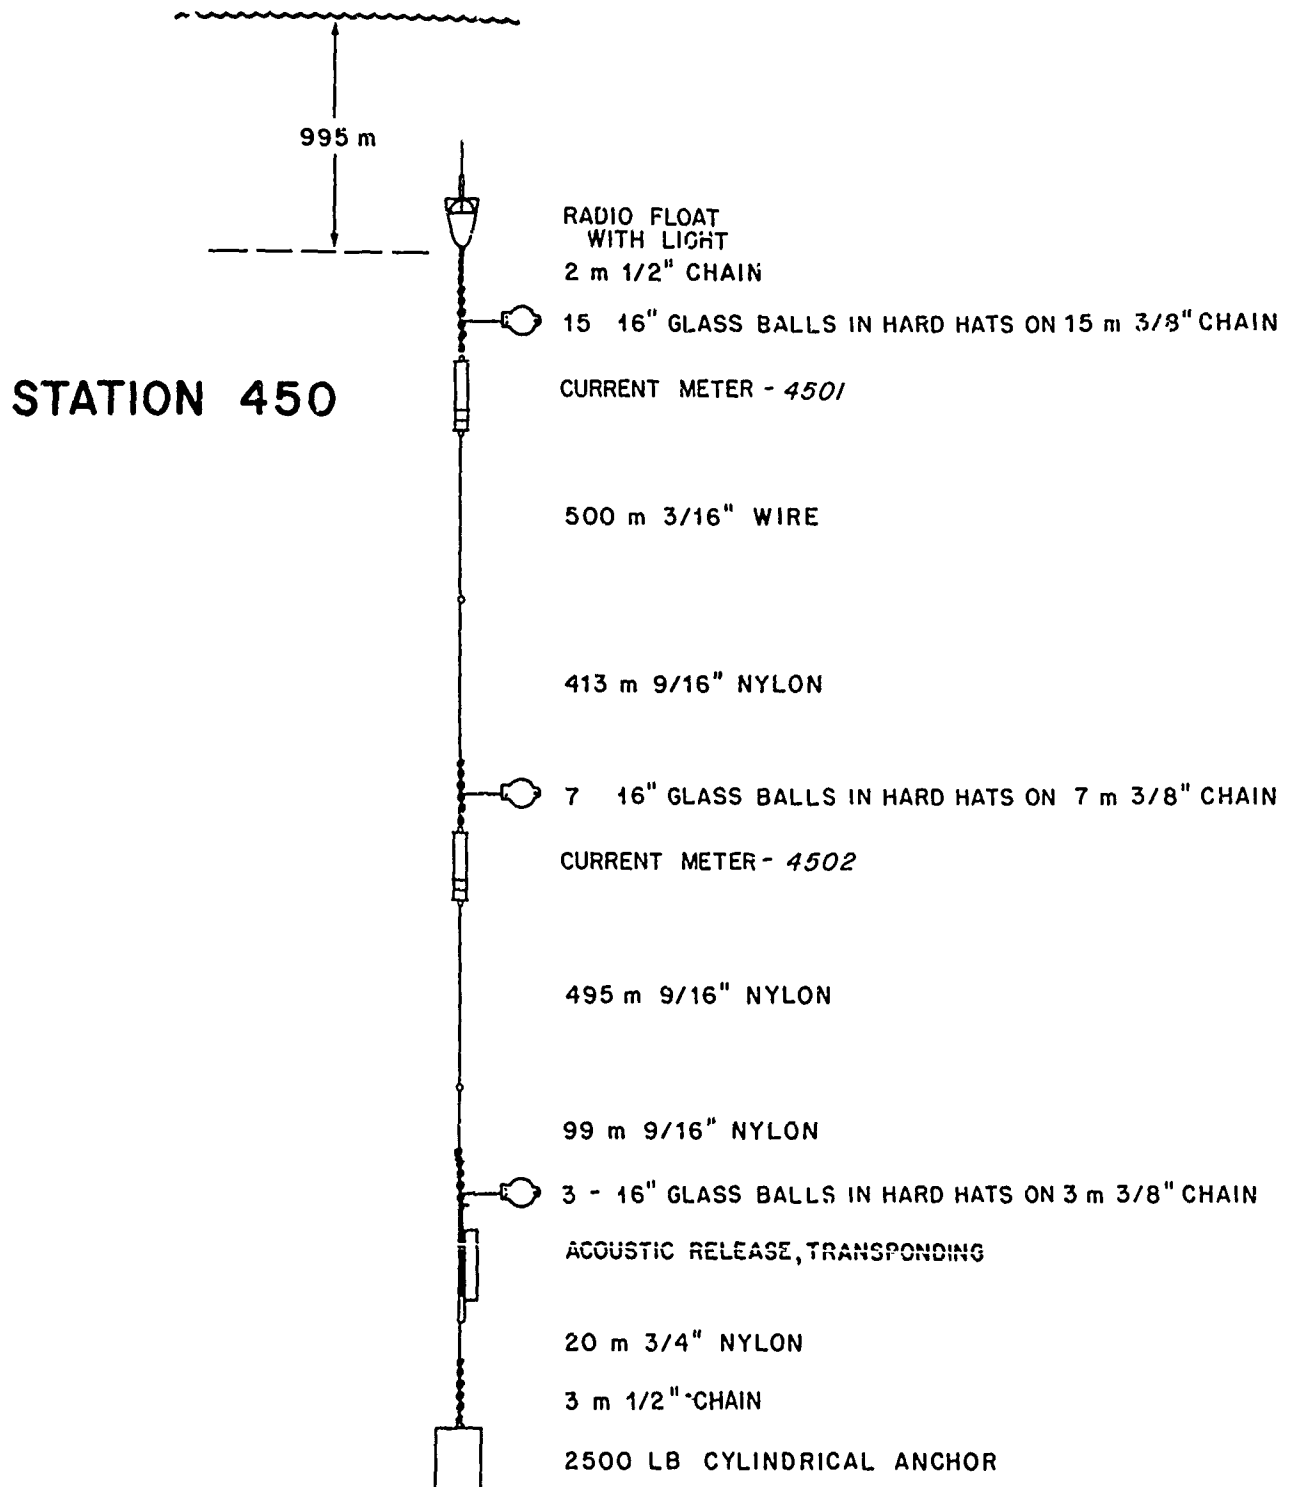 995 m
RADIO FLOAT
WITH LIGHT
2 m 1/2" CHAIN
15 16" GLASS BALLS IN HARD HATS ON 15 m 3/8" CHAIN
STATION 450
CURRENT METER - 4501
500 m 3/16" WIRE
413 m 9/16" NYLON
7 16" GLASS BALLS IN HARD HATS ON 7 m 3/8" CHAIN
CURRENT METER - 4502
495 m 9/16" NYLON
99 m 9/16" NYLON
3 - 16" GLASS BALLS IN HARD HATS ON 3 m 3/8" CHAIN
ACOUSTIC RELEASE, TRANSPONDING
20 m 3/4" NYLON
3 m 1/2" CHAIN
2500 LB CYLINDRICAL ANCHOR